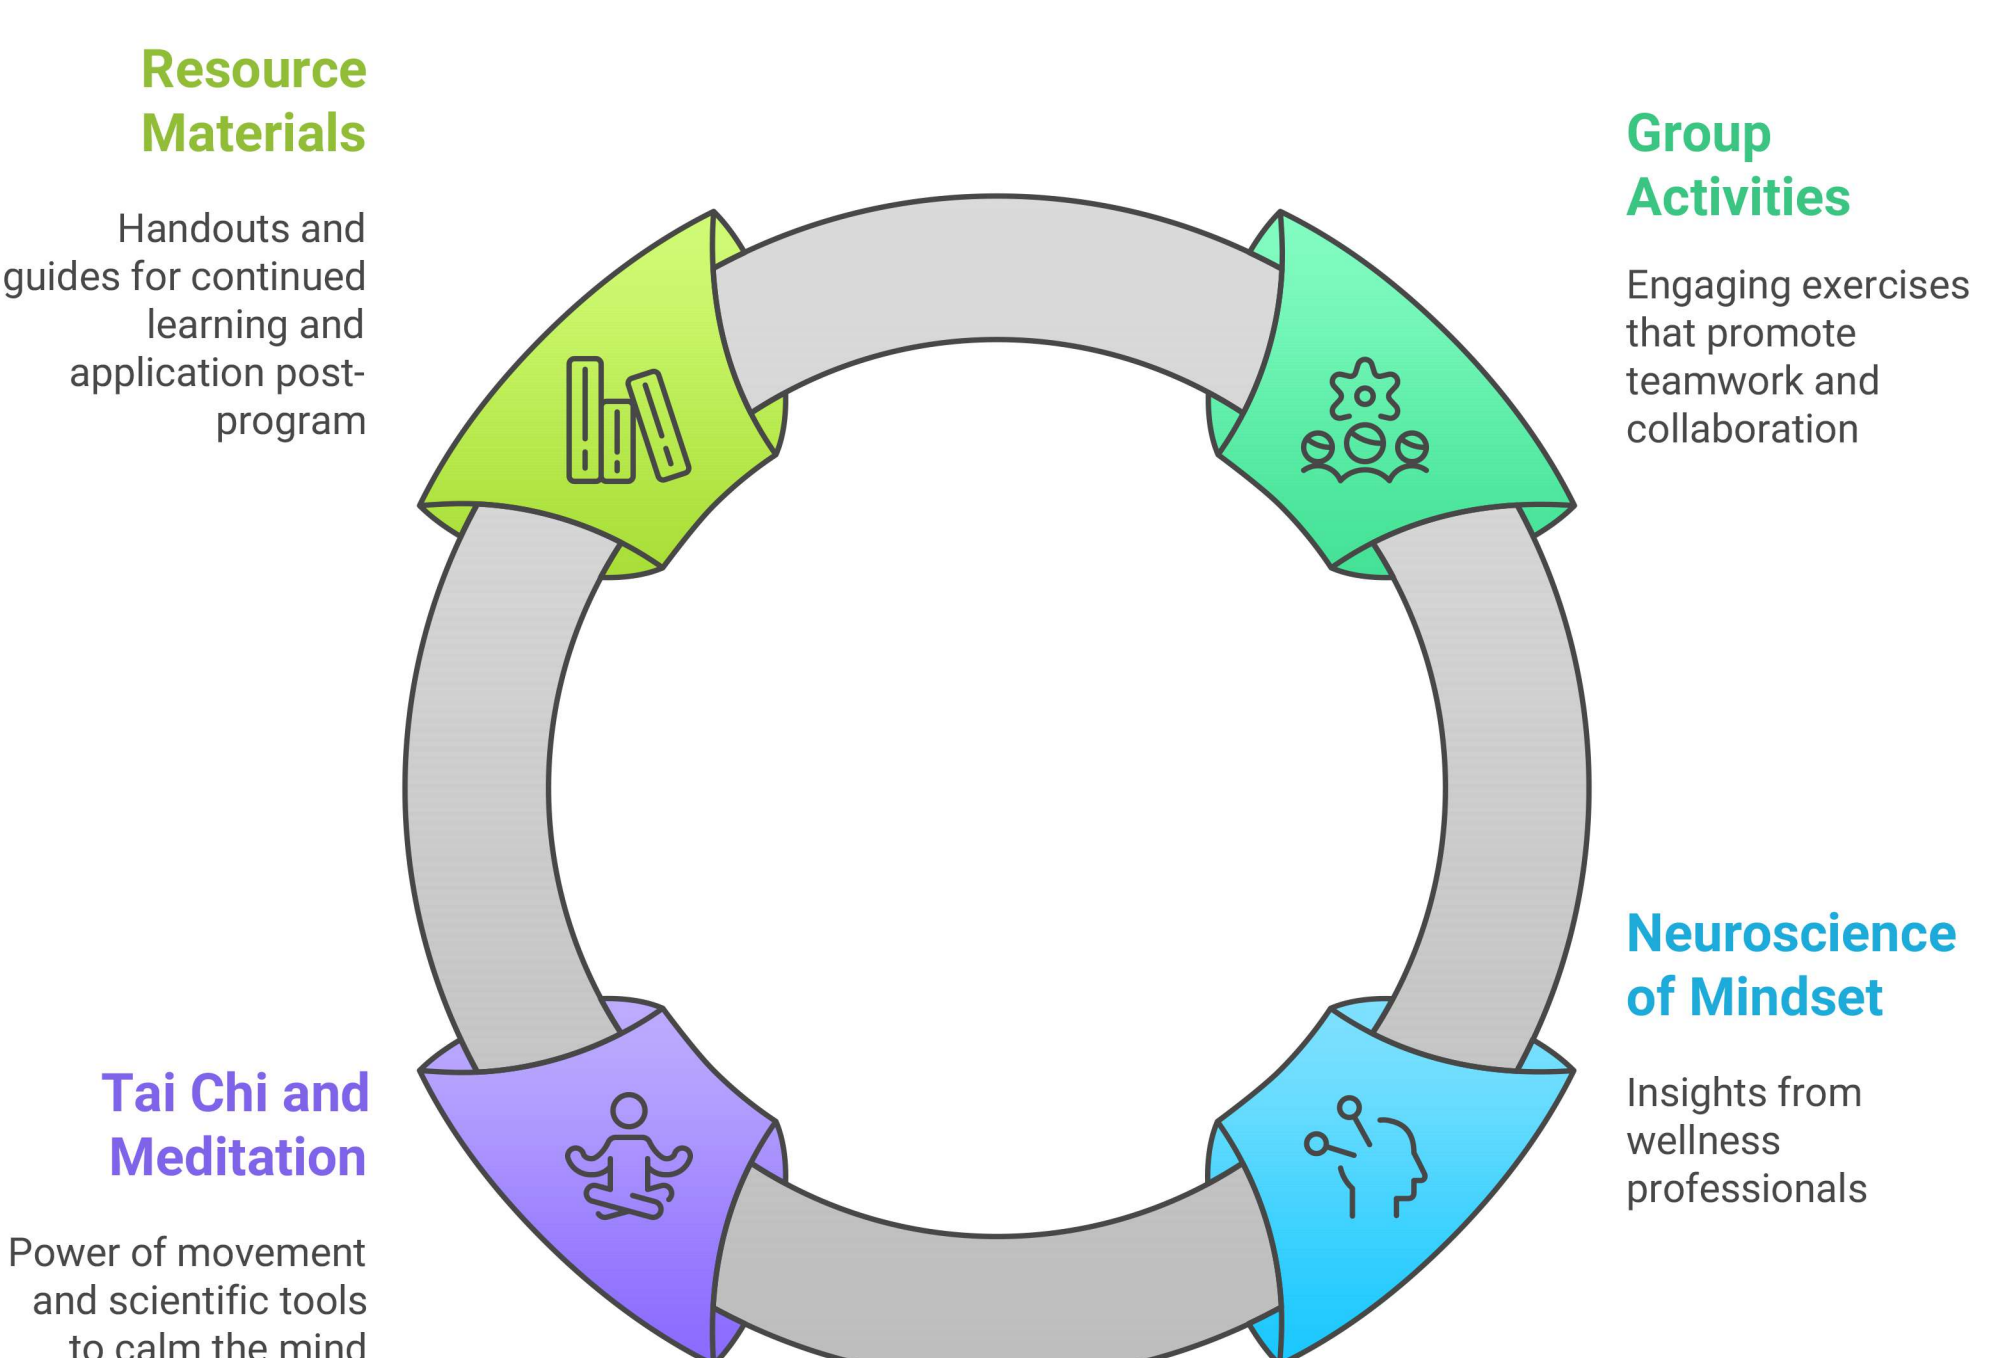 Resource
Materials
Handouts and
guides for continued
learning and
application post-
program
Group
Activities
Engaging exercises
that promote
teamwork and
collaboration
Neuroscience
of Mindset
Insights from
wellness
professionals
Tai Chi and
Meditation
Power of movement
and scientific tools
to calm the mind